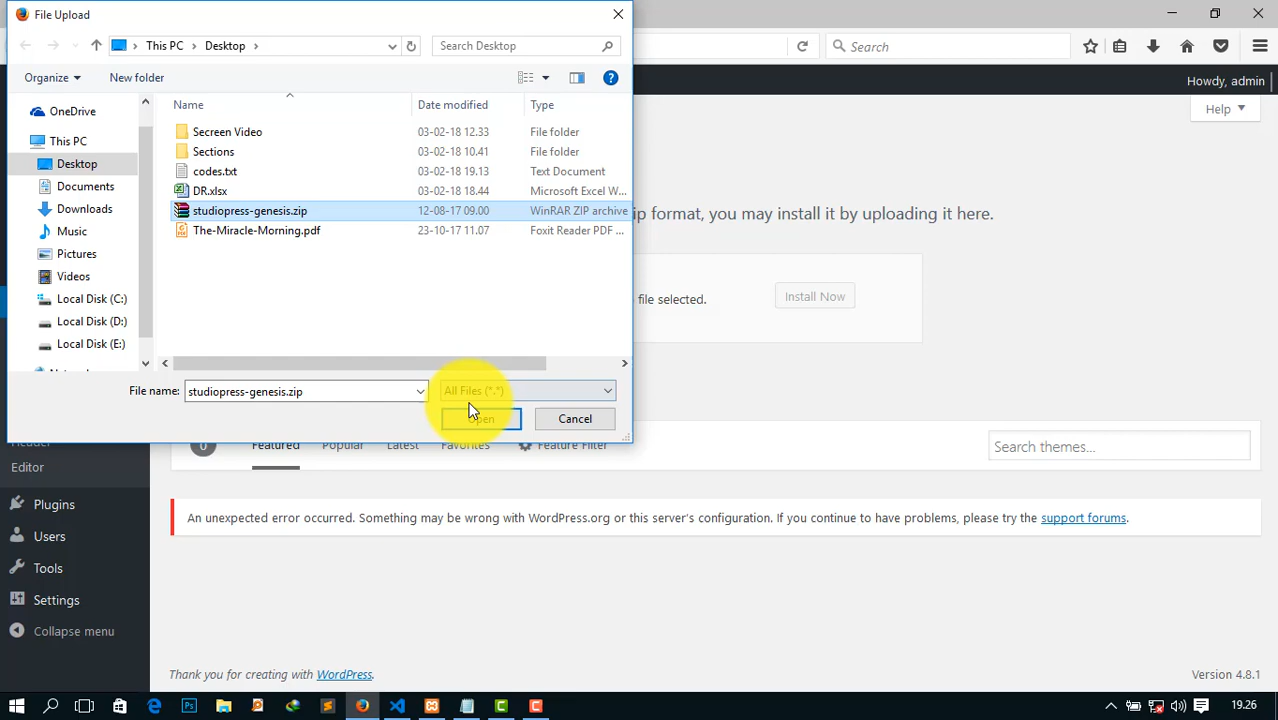 File Upload
This PC
Desktop
Search Desktop
Search
Organize
New folder
Howdy, admin
Help
Name
Date modified
Type
OneDrive
This PC
Desktop
Documents
Downloads
Music
Pictures
Videos
Local Disk (C:)
Local Disk (D:)
Local Disk (E:)
Secreen Video 03-02-18 12.33 File folder
Sections 03-02-18 10.41 File folder
codes.txt 03-02-18 19.13 Text Document
DR.xlsx 03-02-18 18.44 Microsoft Excel W...
studiopress-genesis.zip 12-08-17 09.00 WinRAR ZIP archive
The-Miracle-Morning.pdf 23-10-17 11.07 Foxit Reader PDF ...
ip format, you may install it by uploading it here.
file selected.
Install Now
File name: studiopress-genesis.zip
All Files (*.*)
Open
Cancel
Header
Editor
Plugins
Users
Tools
Settings
Collapse menu
0
Featured
Popular
Latest
Favorites
Feature Filter
Search themes...
An unexpected error occurred. Something may be wrong with WordPress.org or this server's configuration. If you continue to have problems, please try the support forums.
Thank you for creating with WordPress.
Version 4.8.1
19.26